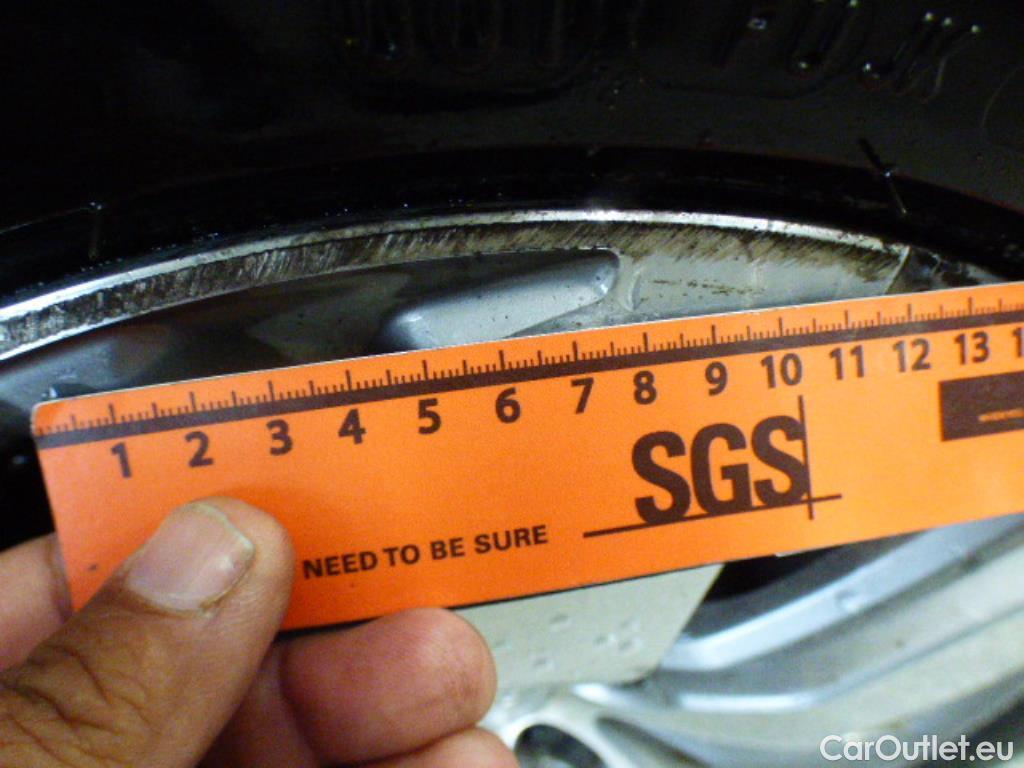 1 2 3 4 5 6 7 8 9 10 11 12 13 1
SGS
NEED TO BE SURE
CarOutlet.eu